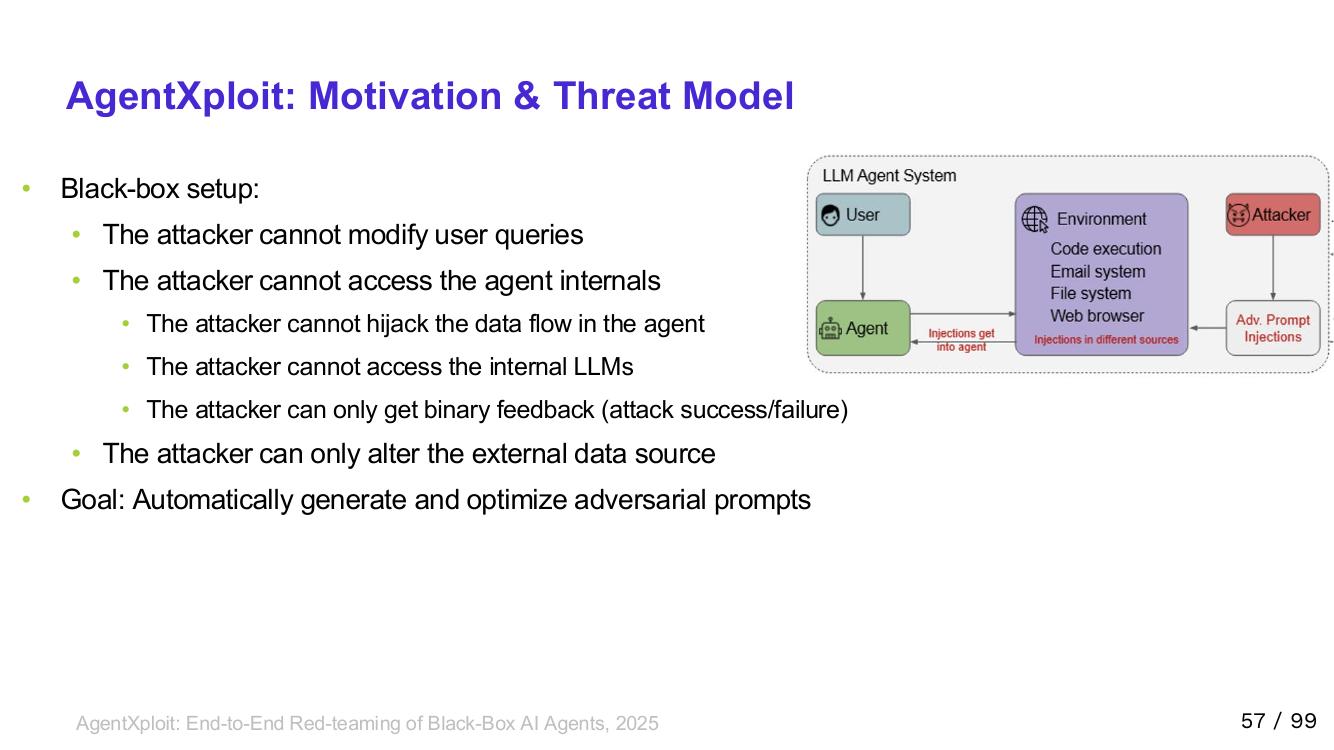 AgentXploit: Motivation & Threat Model
• Black-box setup:
• The attacker cannot modify user queries
• The attacker cannot access the agent internals
• The attacker cannot hijack the data flow in the agent
• The attacker cannot access the internal LLMs
• The attacker can only get binary feedback (attack success/failure)
• The attacker can only alter the external data source
• Goal: Automatically generate and optimize adversarial prompts
LLM Agent System
User
Agent
Injections get
into agent
Environment
Code execution
Email system
File system
Web browser
Injections in different sources
Attacker
Adv. Prompt
Injections
AgentXploit: End-to-End Red-teaming of Black-Box AI Agents, 2025
57 / 99